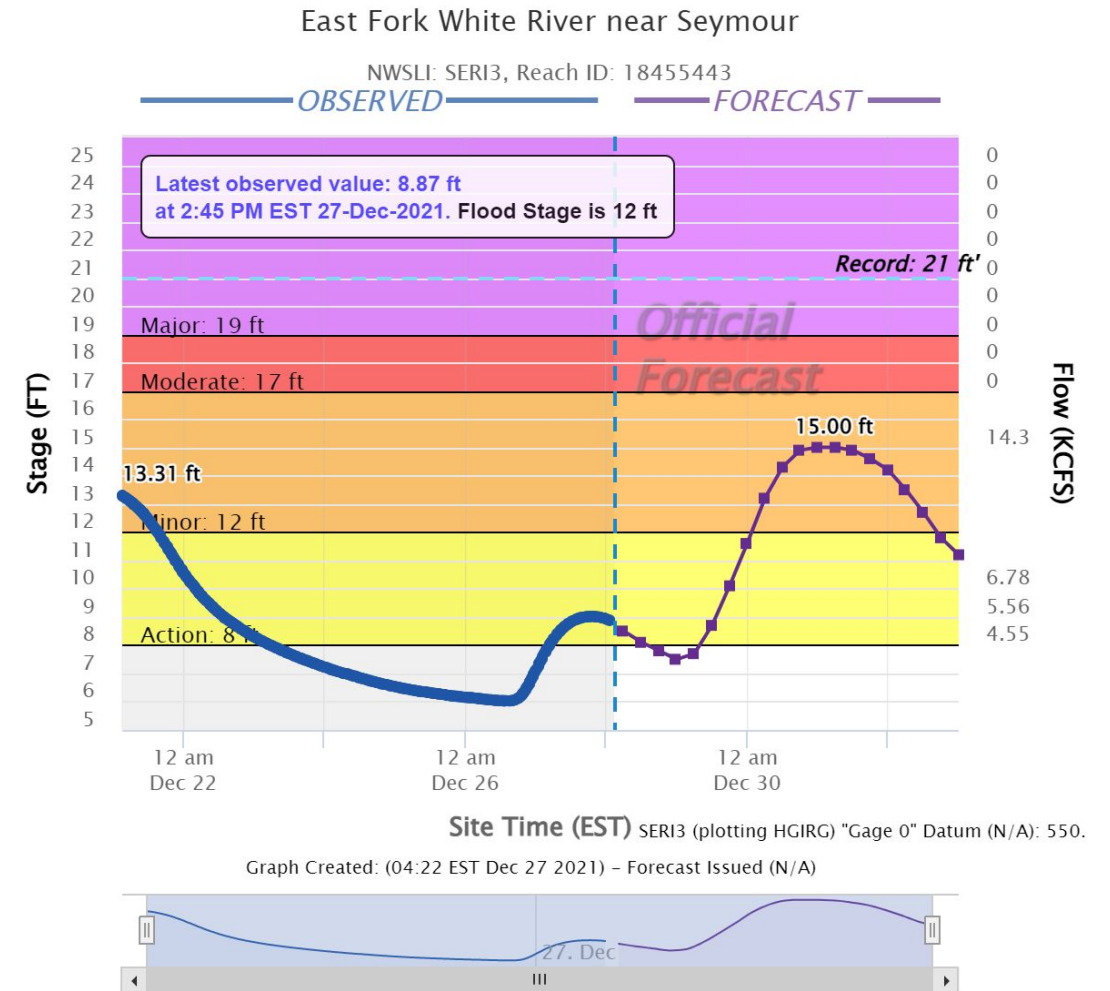 East Fork White River near Seymour
NWSLI: SERI3, Reach ID: 18455443
OBSERVED
FORECAST
Latest observed value: 8.87 ft
at 2:45 PM EST 27-Dec-2021. Flood Stage is 12 ft
Record: 21 ft'
Official
Forecast
Major: 19 ft
Moderate: 17 ft
Minor: 12 ft
Action: 8 ft
13.31 ft
15.00 ft
Stage (FT)
25
24
23
22
21
20
19
18
17
16
15
14
13
12
11
10
9
8
7
6
5
Flow (KCFS)
0
0
0
0
0
0
0
0
0
14.3
6.78
5.56
4.55
12 am
Dec 22
12 am
Dec 26
12 am
Dec 30
Site Time (EST) SERI3 (plotting HGIRG) "Gage 0" Datum (N/A): 550.
Graph Created: (04:22 EST Dec 27 2021) – Forecast Issued (N/A)
27. Dec